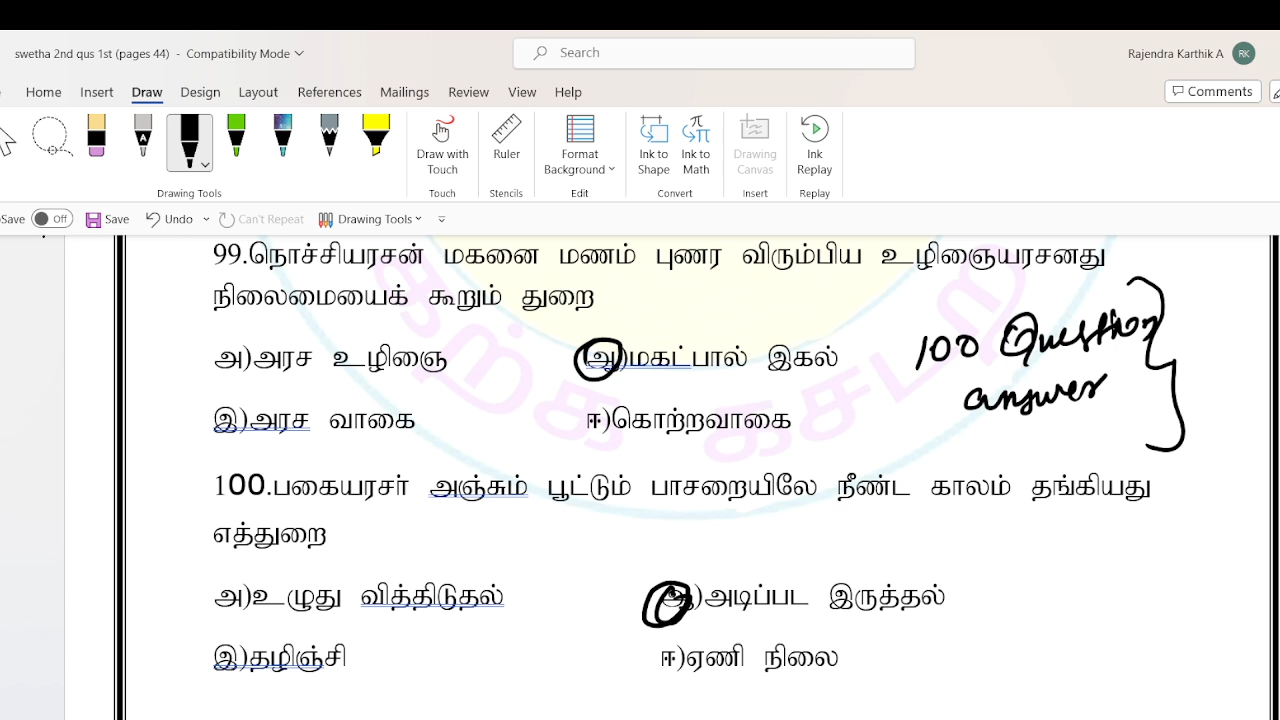 swetha 2nd qus 1st (pages 44) - Compatibility Mode
Search
Rajendra Karthik A RK
Home Insert Draw Design Layout References Mailings Review View Help
Comments
Draw with Touch
Ruler
Format Background
Ink to Shape
Ink to Math
Drawing Canvas
Ink Replay
Drawing Tools Touch Stencils Edit Convert Insert Replay
Save Off Save Undo Can't Repeat Drawing Tools
99.நொச்சியரசன் மகனை மணம் புணர விரும்பிய உழிஞையரசனது
நிலைமையைக் கூறும் துறை
அ)அரச உழிஞை ஆ)மகட்பால் இகல்
100 Question
answer
இ)அரச வாகை ஈ)கொற்றவாகை
100.பகையரசர் அஞ்சும் பூட்டும் பாசறையிலே நீண்ட காலம் தங்கியது
எத்துறை
அ)உழுது வித்திடுதல் ஆ)அடிப்பட இருத்தல்
இ)தழிஞ்சி ஈ)ஏணி நிலை
கற்க கசடற